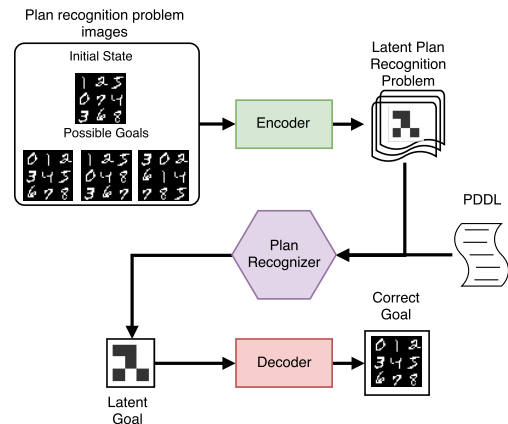 Plan recognition problem
images
Initial State
1 2 5
0 7 4
3 6 8
Possible Goals
0 1 2
3 4 5
6 7 8
1 2 5
0 4 8
3 6 7
3 0 2
6 1 4
7 8 5
Encoder
Latent Plan
Recognition
Problem
PDDL
Plan
Recognizer
Latent
Goal
Decoder
Correct
Goal
0 1 2
3 4 5
6 7 8